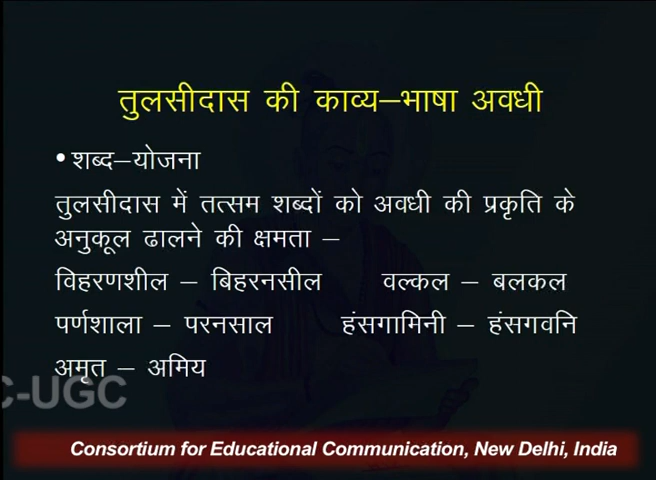 तुलसीदास की काव्य–भाषा अवधी
• शब्द–योजना
तुलसीदास में तत्सम शब्दों को अवधी की प्रकृति के
अनुकूल ढालने की क्षमता –
विहरणशील – बिहरनसील वल्कल – बलकल
पर्णशाला – परनसाल हंसगामिनी – हंसगवनि
अमृत – अमिय
C-UGC
Consortium for Educational Communication, New Delhi, India